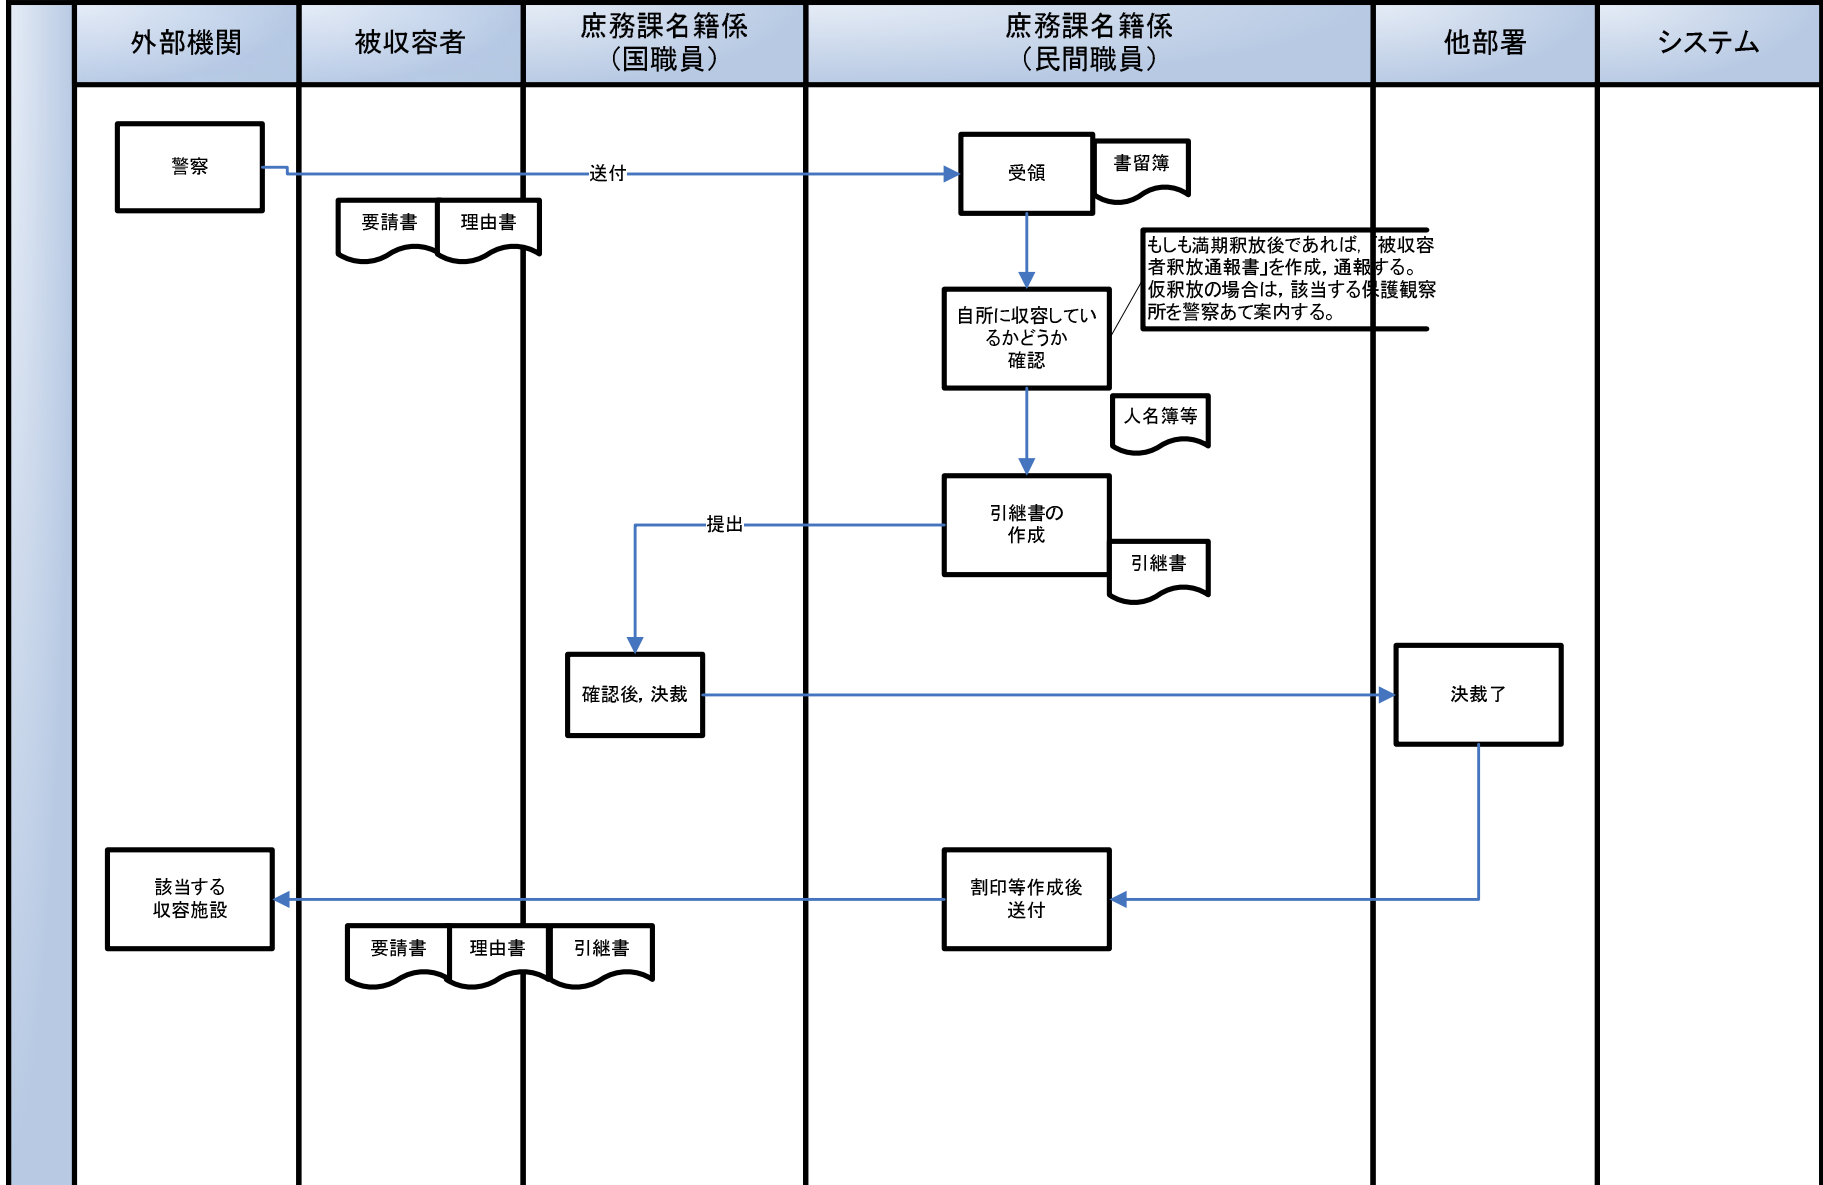 外部機関
被収容者
庶務課名籍係
（国職員）
庶務課名籍係
（民間職員）
他部署
システム
警察
送付
受領
書留簿
要請書
理由書
もしも満期釈放後であれば，「被収容
者釈放通報書」を作成，通報する。
仮釈放の場合は，該当する保護観察
所を警察あて案内する。
自所に収容してい
るかどうか
確認
人名簿等
引継書の
作成
提出
引継書
確認後，決裁
決裁了
該当する
収容施設
割印等作成後
送付
要請書
理由書
引継書